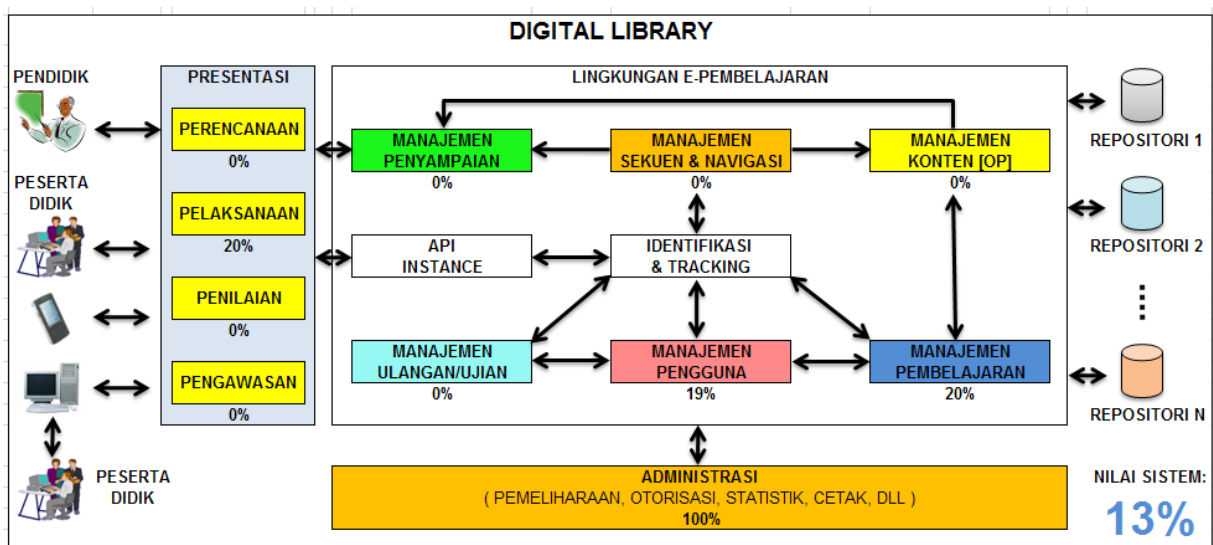 DIGITAL LIBRARY
PENDIDIK
PESERTA
DIDIK
PESERTA
DIDIK
PRESENTASI
PERENCANAAN
0%
PELAKSANAAN
20%
PENILAIAN
0%
PENGAWASAN
0%
LINGKUNGAN E-PEMBELAJARAN
MANAJEMEN
PENYAMPAIAN
0%
MANAJEMEN
SEKUEN & NAVIGASI
0%
MANAJEMEN
KONTEN [OP]
0%
API
INSTANCE
IDENTIFIKASI
& TRACKING
MANAJEMEN
ULANGAN/UJIAN
0%
MANAJEMEN
PENGGUNA
19%
MANAJEMEN
PEMBELAJARAN
20%
REPOSITORI 1
REPOSITORI 2
REPOSITORI N
ADMINISTRASI
( PEMELIHARAAN, OTORISASI, STATISTIK, CETAK, DLL )
100%
NILAI SISTEM:
13%